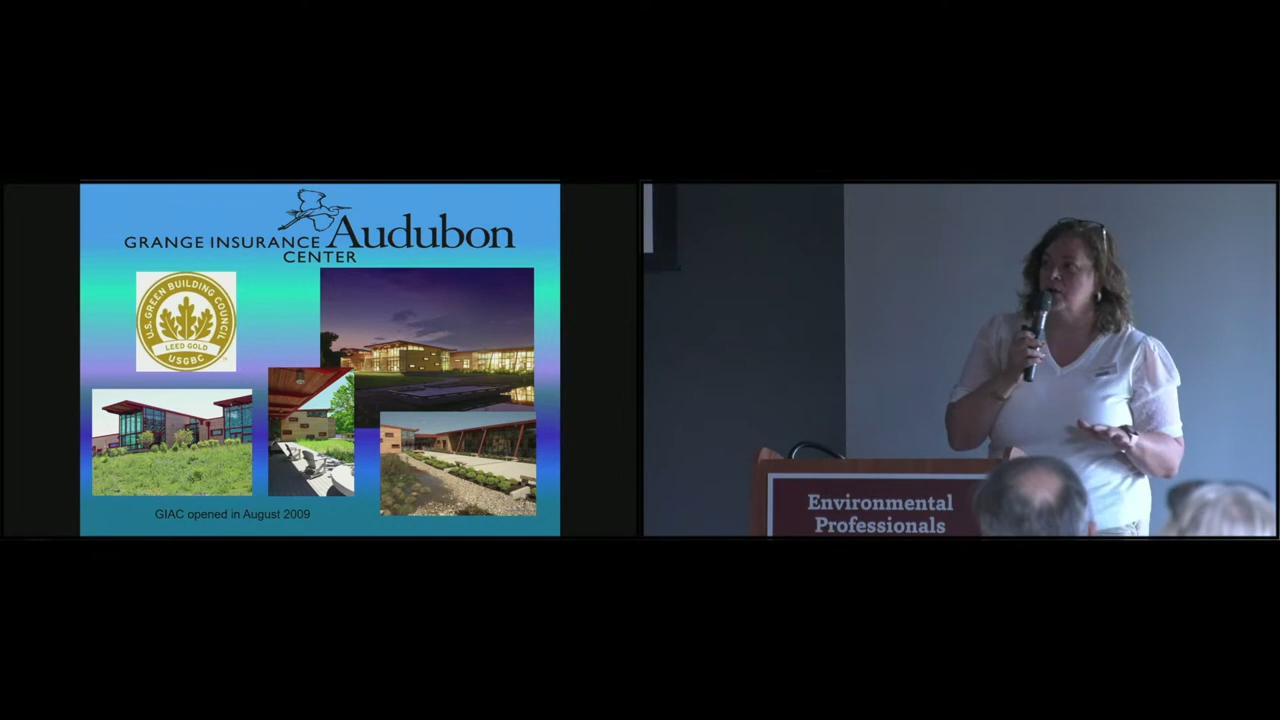 GRANGE INSURANCE Audubon
CENTER
U.S. GREEN BUILDING COUNCIL
LEED GOLD
USGBC
GIAC opened in August 2009
Environmental
Professionals